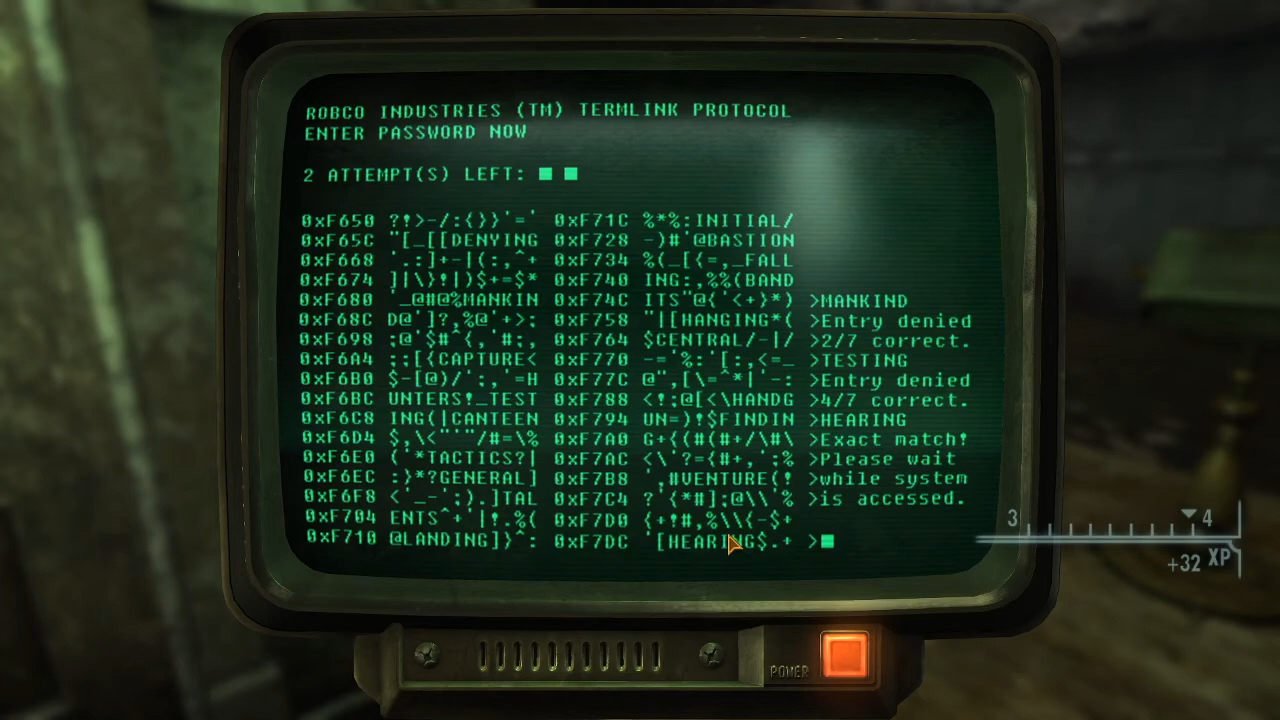 ROBCO INDUSTRIES (TM) TERMLINK PROTOCOL
ENTER PASSWORD NOW
2 ATTEMPT(S) LEFT: ■ ■
0xF650 ?!>-/:{}}'=' 0xF71C %*%:INITIAL/
0xF65C "[_[[DENYING 0xF728 -)#'@BASTION
0xF668 '.:]+-|(:,^+ 0xF734 %(_[{=,_FALL
0xF674 ]|\}!|)$+=$* 0xF740 ING:,%%(BAND
0xF680 '_@#@%MANKIN 0xF74C ITS"@{'<+}*) >MANKIND
0xF68C D@']?,%@'+>; 0xF758 "|[HANGING*( >Entry denied
0xF698 ;@'$#^{,'#;, 0xF764 $CENTRAL/-|/ >2/7 correct.
0xF6A4 ;:[{CAPTURE< 0xF770 -='%:'[:,<=_ >TESTING
0xF6B0 $-[@)/';,'=H 0xF77C @",[\=^*|'-: >Entry denied
0xF6BC UNTERS!_TEST 0xF788 <!;@[<\HANDG >4/7 correct.
0xF6C8 ING(|CANTEEN 0xF794 UN=)!$FINDIN >HEARING
0xF6D4 $,\<"""/#=\% 0xF7A0 G+{(#(#+/\#\ >Exact match!
0xF6E0 ('*TACTICS?| 0xF7AC <\'?={#+,':% >Please wait
0xF6EC :}*?GENERAL] 0xF7B8 ',#VENTURE(! >while system
0xF6F8 <'_-';).]TAL 0xF7C4 ?'{*#];@\\'% >is accessed.
0xF704 ENTS^+'|!.%( 0xF7D0 {+!#,%\\{-$+
0xF710 @LANDING]}^: 0xF7DC '[HEARING$.+ >■
3 4
+32 XP
POWER